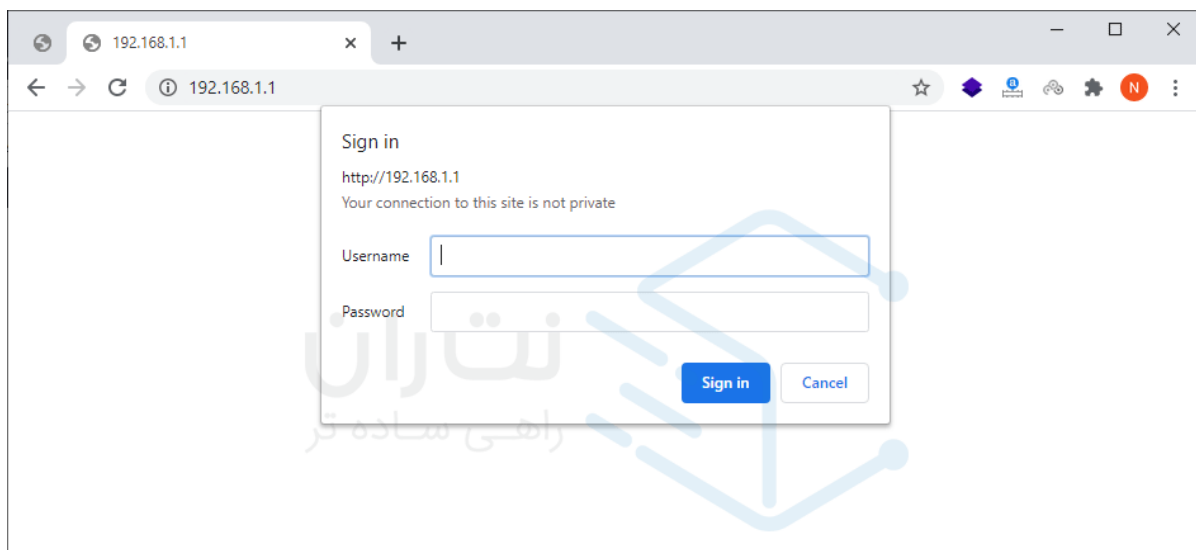 192.168.1.1
192.168.1.1
N
Sign in
http://192.168.1.1
Your connection to this site is not private
Username
Password
نت‌ران
راهی ساده تر
Sign in
Cancel